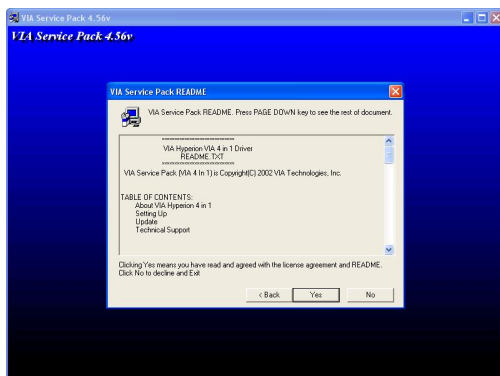 VIA Service Pack 4.56v
VIA Service Pack 4.56v
VIA Service Pack README
VIA Service Pack README. Press PAGE DOWN key to see the rest of document.
VIA Hyperion VIA 4 in 1 Driver
README.TXT
VIA Service Pack (VIA 4 In 1) is Copyright(C) 2002 VIA Technologies, Inc.
TABLE OF CONTENTS:
About VIA Hyperion 4 in 1
Setting Up
Update
Technical Support
Clicking Yes means you have read and agreed with the license agreement and README.
Click No to decline and Exit
< Back
Yes
No